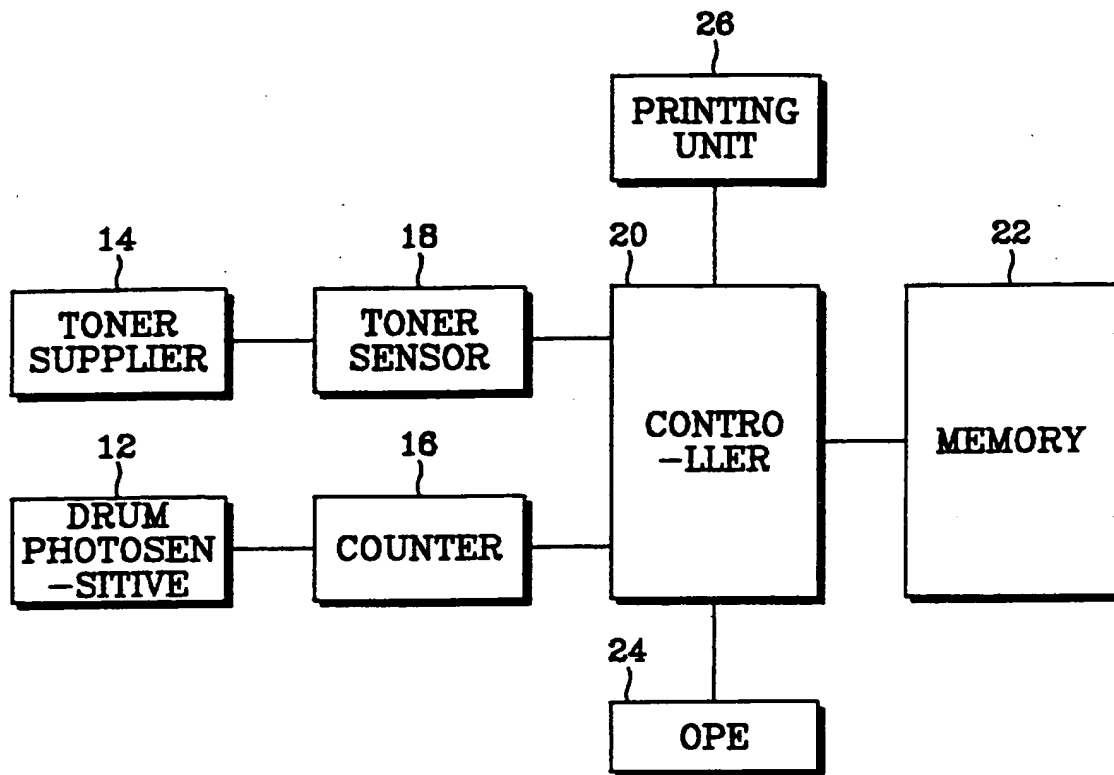 26
PRINTING
UNIT
14
18
20
22
TONER
SUPPLIER
TONER
SENSOR
CONTRO
-LLER
MEMORY
12
16
DRUM
PHOTOSEN
-SITIVE
COUNTER
24
OPE